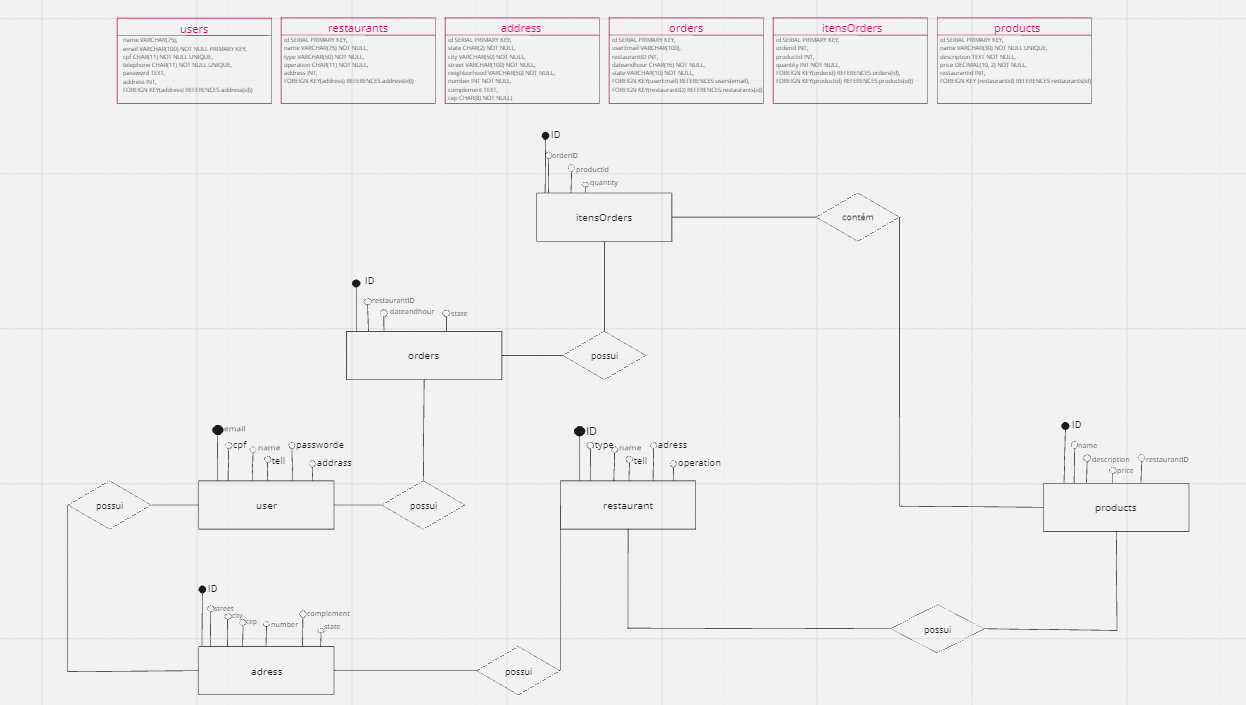 users
name VARCHAR(75),
email VARCHAR(100) NOT NULL PRIMARY KEY,
cpf CHAR(11) NOT NULL UNIQUE,
telephone CHAR(11) NOT NULL UNIQUE,
password TEXT,
address INT,
FOREIGN KEY(address) REFERENCES address(id))
restaurants
id SERIAL PRIMARY KEY,
name VARCHAR(75) NOT NULL,
type VARCHAR(50) NOT NULL,
operation CHAR(11) NOT NULL,
address INT,
FOREIGN KEY(address) REFERENCES address(id))
address
id SERIAL PRIMARY KEY,
state CHAR(2) NOT NULL,
city VARCHAR(50) NOT NULL,
street VARCHAR(100) NOT NULL,
neighborhood VARCHAR(50) NOT NULL,
number INT NOT NULL,
complement TEXT,
cep CHAR(8) NOT NULL)
orders
id SERIAL PRIMARY KEY,
userEmail VARCHAR(100),
restaurantID INT,
dateandhour CHAR(16) NOT NULL,
state VARCHAR(10) NOT NULL,
FOREIGN KEY(userEmail) REFERENCES users(email),
FOREIGN KEY(restaurantID) REFERENCES restaurants(id)
itensOrders
id SERIAL PRIMARY KEY,
orderid INT,
productid INT,
quantity INT NOT NULL,
FOREIGN KEY(orderid) REFERENCES orders(id),
FOREIGN KEY(productid) REFERENCES products(id))
products
id SERIAL PRIMARY KEY,
name VARCHAR(30) NOT NULL UNIQUE,
description TEXT NOT NULL,
price DECIMAL(10, 2) NOT NULL,
restaurantid INT,
FOREIGN KEY (restaurantid) REFERENCES restaurants(id)
ID
orderID
productid
quantity
itensOrders
contém
ID
restaurantID
dateandhour
state
orders
possui
email
cpf
name
tell
passworde
addrass
possui
user
possui
ID
type
name
tell
adress
operation
restaurant
ID
name
description
price
restaurantID
products
ID
street
city
cep
number
complement
state
adress
possui
possui